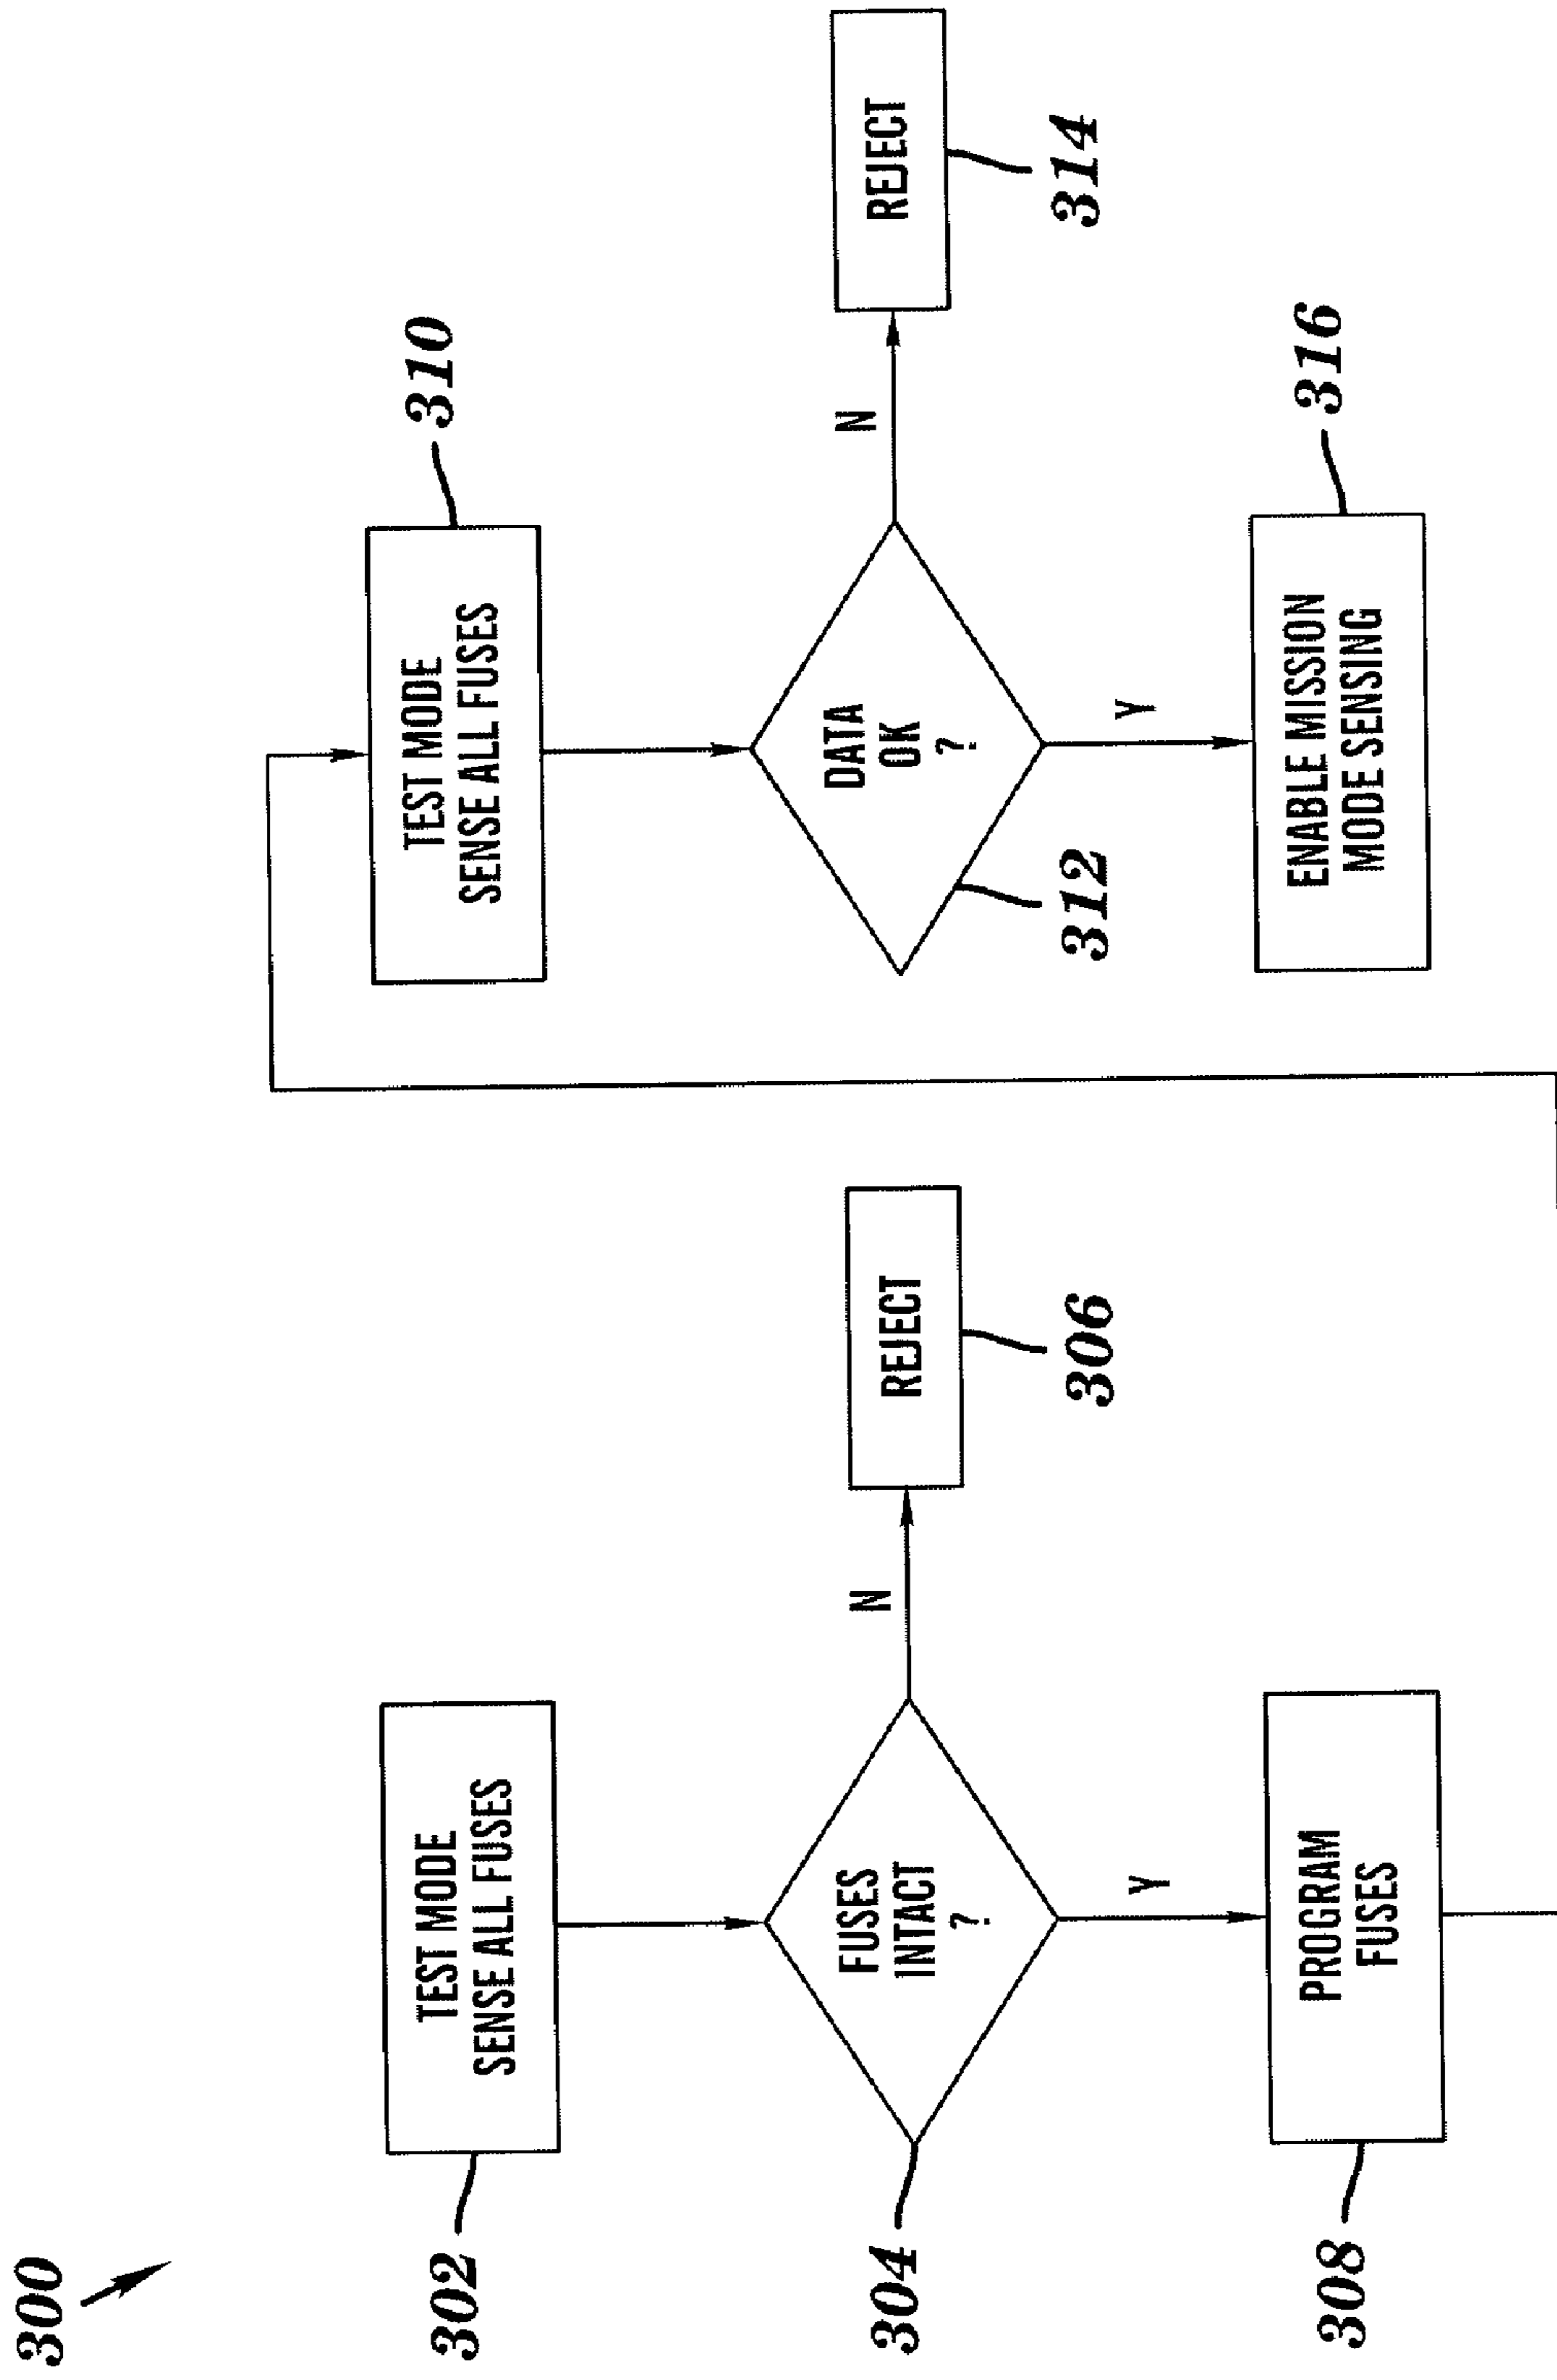 300
302
TEST MODE
SENSE ALL FUSES
304
FUSES
INTACT
?
N
REJECT
306
Y
308
PROGRAM
FUSES
310
TEST MODE
SENSE ALL FUSES
312
DATA
OK
?
N
REJECT
314
Y
316
ENABLE MISSION
MODE SENSING